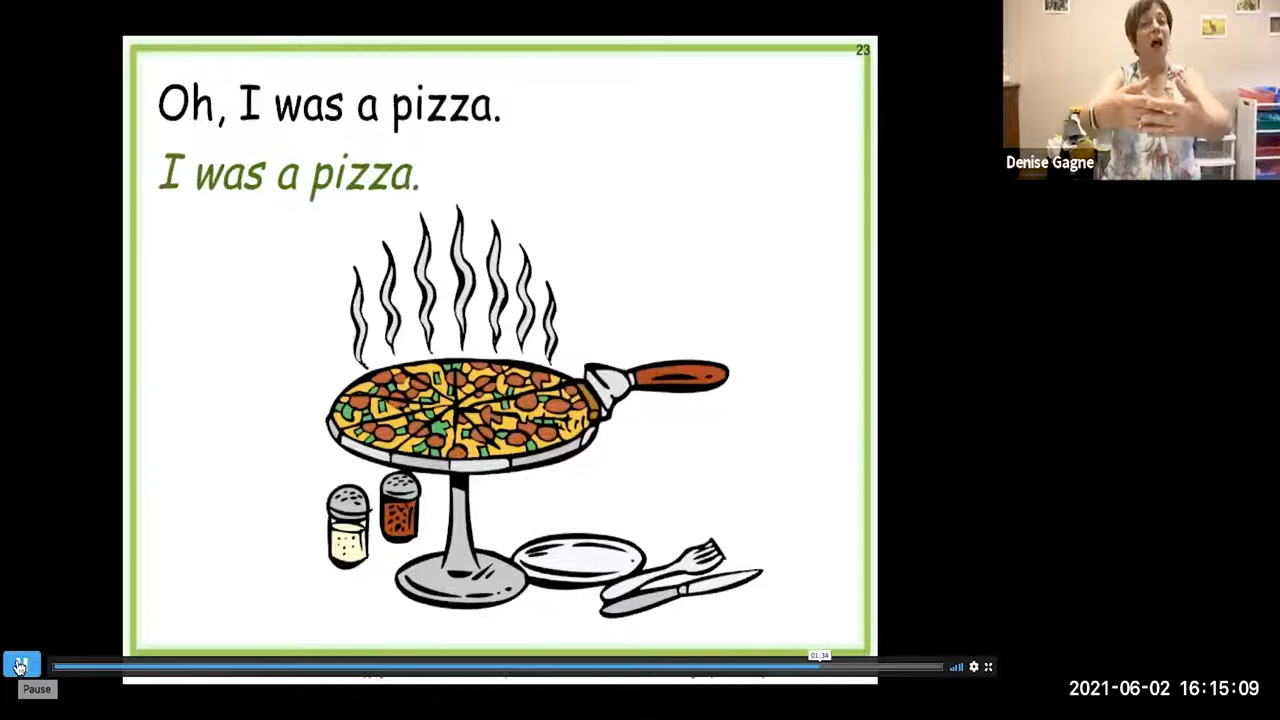 23
Oh, I was a pizza.
I was a pizza.
Denise Gagne
01:34
Pause
2021-06-02 16:15:09